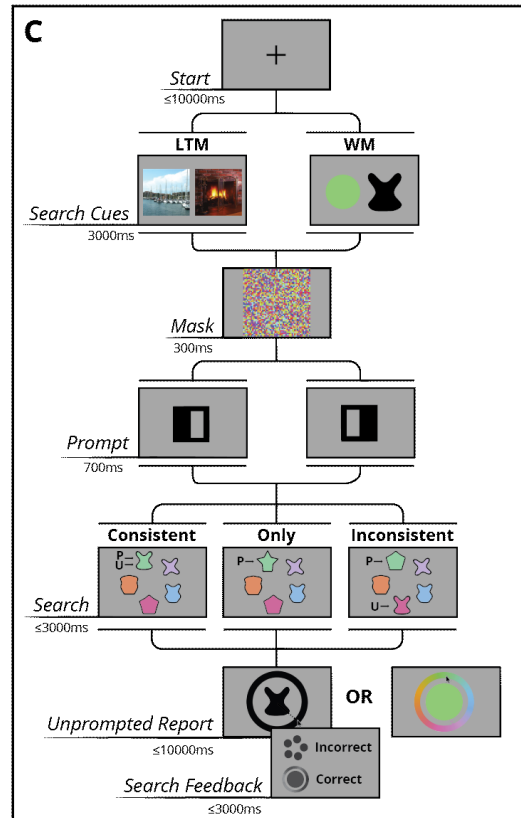 C
Start
≤10000ms
LTM
WM
Search Cues
3000ms
Mask
300ms
Prompt
700ms
Consistent
Only
Inconsistent
P
U
P
P
U
Search
≤3000ms
OR
Unprompted Report
≤10000ms
Incorrect
Correct
Search Feedback
≤3000ms